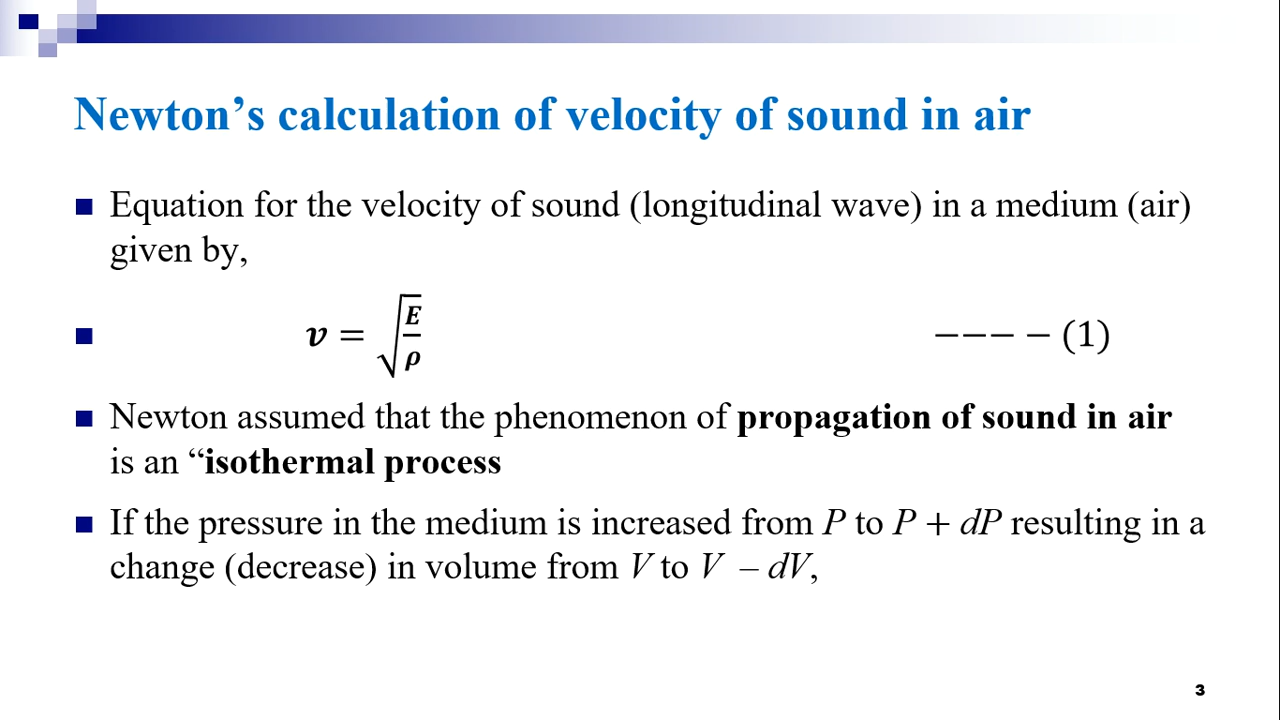 Newton’s calculation of velocity of sound in air
Equation for the velocity of sound (longitudinal wave) in a medium (air)
given by,
v = √(E/ρ) −−− − (1)
Newton assumed that the phenomenon of propagation of sound in air
is an “isothermal process
If the pressure in the medium is increased from P to P + dP resulting in a
change (decrease) in volume from V to V – dV,
3